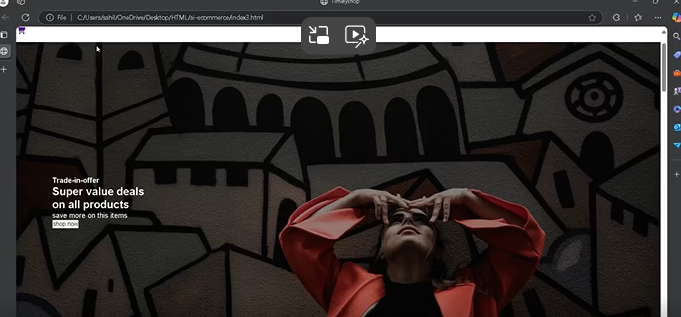 TimelyShop
File
C:/Users/sahil/OneDrive/Desktop/HTML/ai-ecommerce/index3.html
Trade-in-offer
Super value deals
on all products
save more on this items
shop now